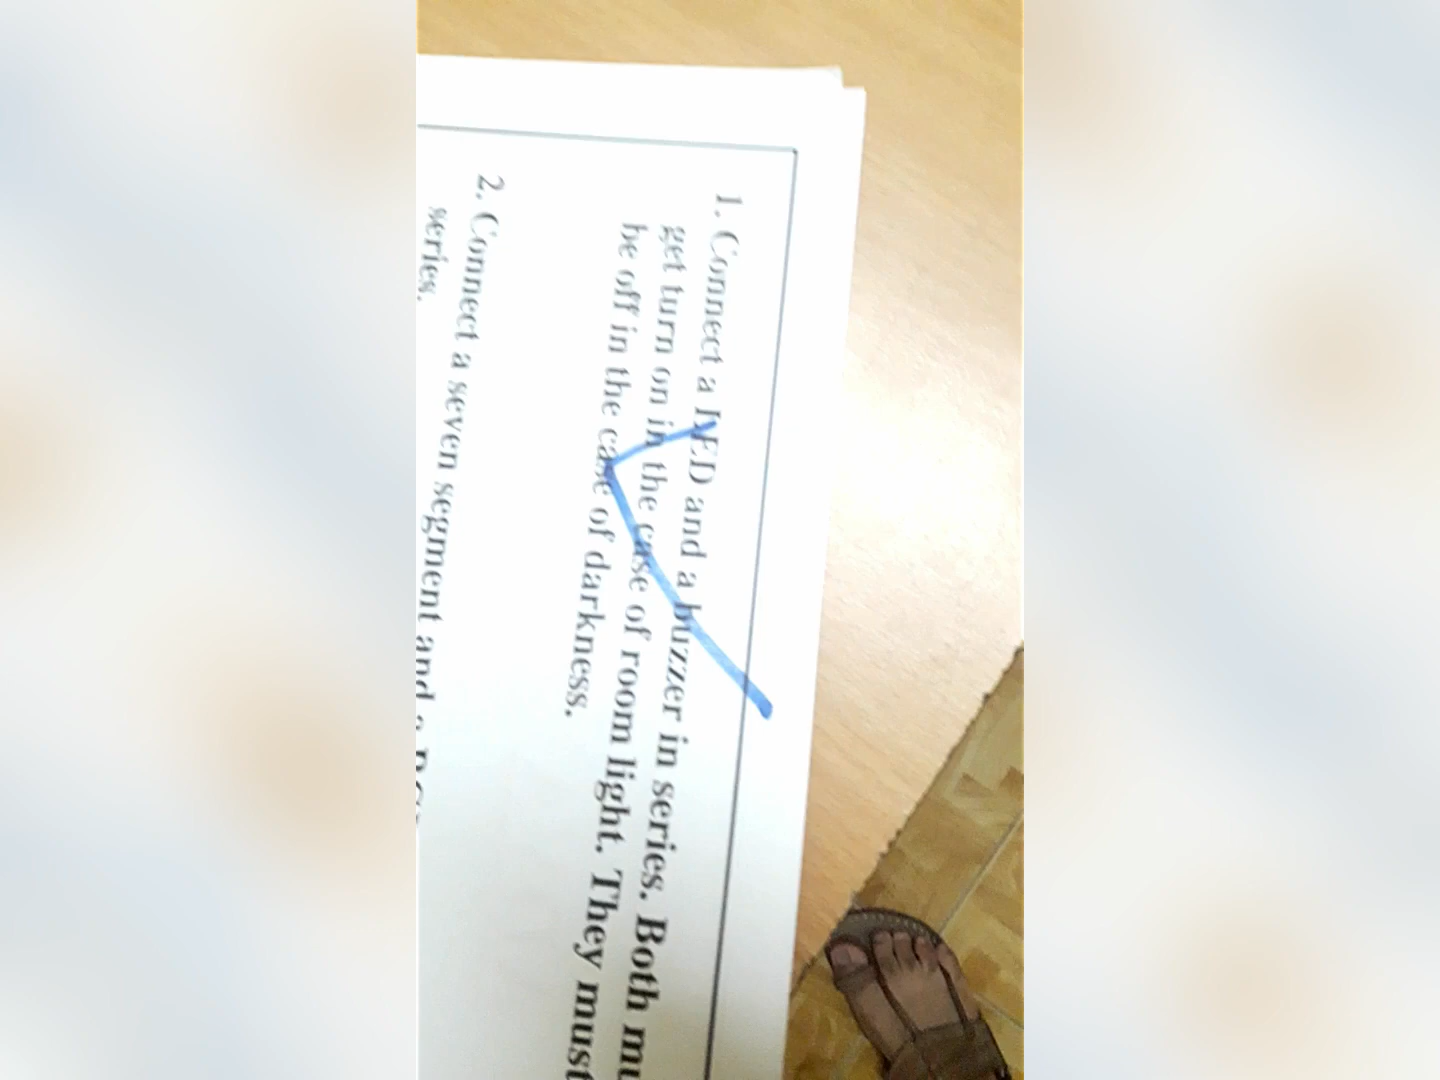 1. Connect a LED and a buzzer in series. Both
get turn on in the case of room light. They must
be off in the case of darkness.
2. Connect a seven segment and a
series.